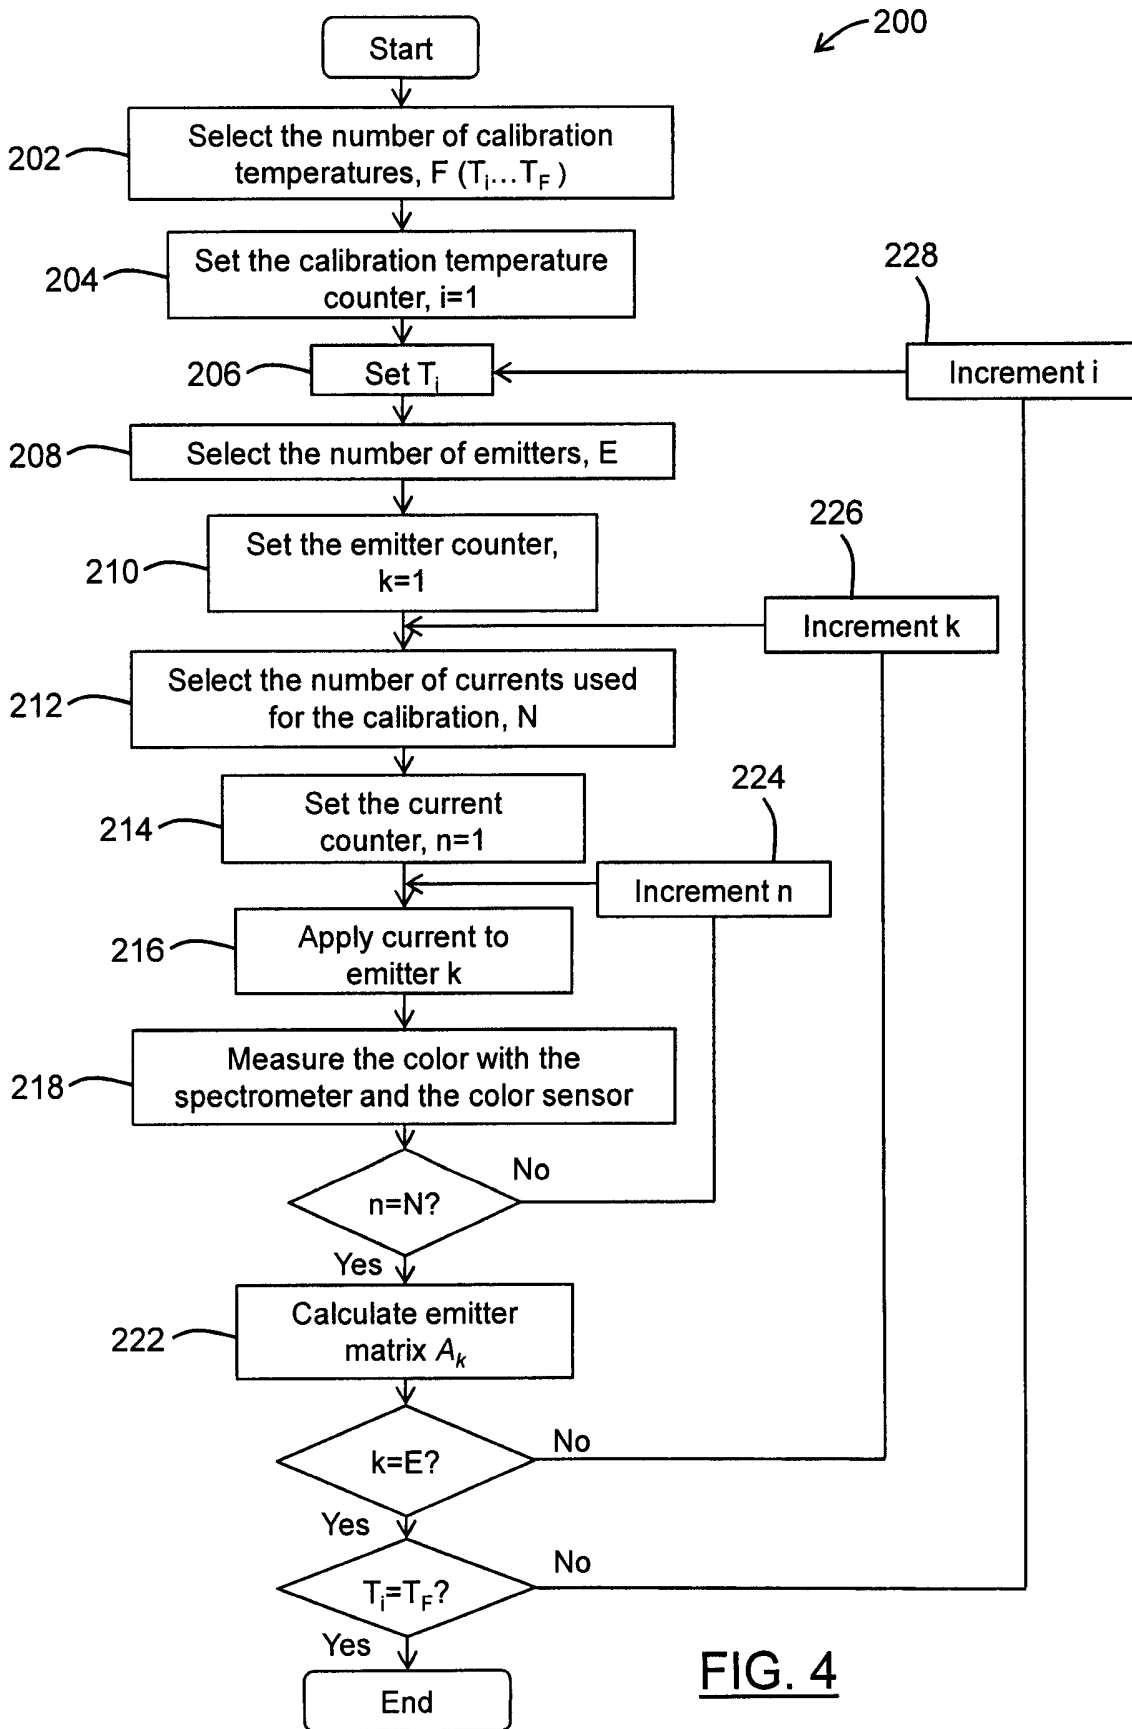 200
Start
202
Select the number of calibration
temperatures, F (Ti...TF )
204
Set the calibration temperature
counter, i=1
228
206
Set Ti
Increment i
208
Select the number of emitters, E
226
210
Set the emitter counter,
k=1
Increment k
212
Select the number of currents used
for the calibration, N
224
214
Set the current
counter, n=1
Increment n
216
Apply current to
emitter k
218
Measure the color with the
spectrometer and the color sensor
No
n=N?
Yes
222
Calculate emitter
matrix Ak
No
k=E?
Yes
No
Ti=TF?
Yes
End
FIG. 4